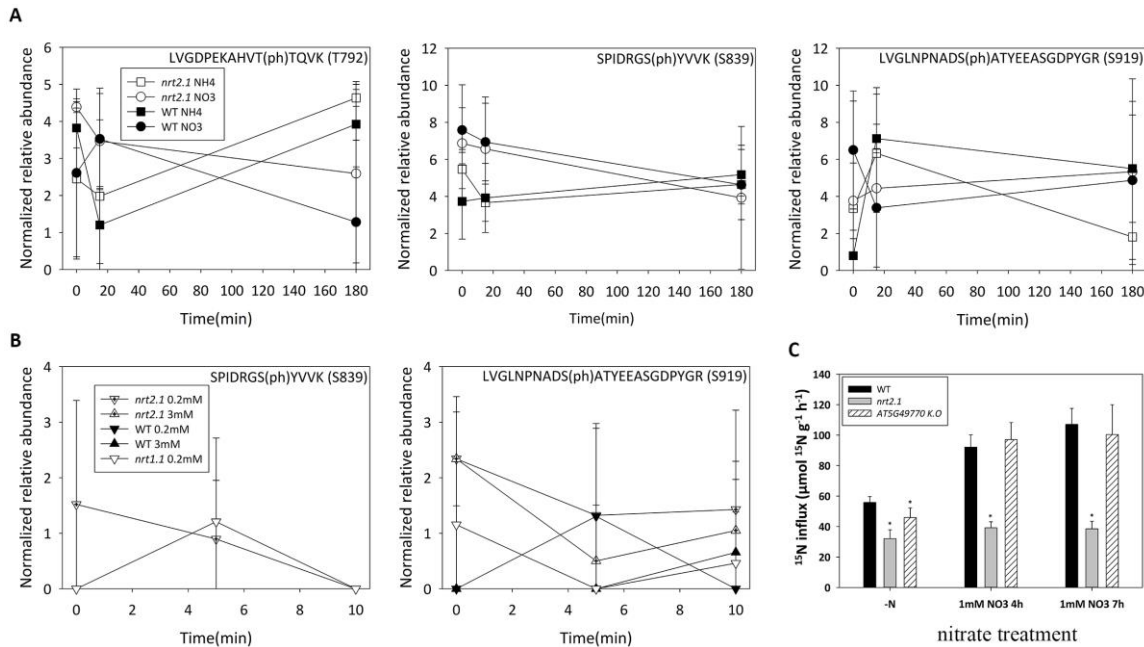 A
LVGDPEKAHVT(ph)TQVK (T792)
nrt2.1 NH4
nrt2.1 NO3
WT NH4
WT NO3
Normalized relative abundance
6
5
4
3
2
1
0
0 20 40 60 80 100 120 140 160 180
Time(min)
SPIDRGS(ph)YVVK (S839)
Normalized relative abundance
12
10
8
6
4
2
0
0 20 40 60 80 100 120 140 160 180
Time(min)
LVGLNPNADS(ph)ATYEEASGDPYGR (S919)
Normalized relative abundance
12
10
8
6
4
2
0
0 20 40 60 80 100 120 140 160 180
Time(min)
B
SPIDRGS(ph)YVVK (S839)
nrt2.1 0.2mM
nrt2.1 3mM
WT 0.2mM
WT 3mM
nrt1.1 0.2mM
Normalized relative abundance
4
3
2
1
0
0 2 4 6 8 10
Time(min)
LVGLNPNADS(ph)ATYEEASGDPYGR (S919)
Normalized relative abundance
4
3
2
1
0
0 2 4 6 8 10
Time(min)
C
WT
nrt2.1
AT5G49770 K.O
¹⁵N influx (µmol ¹⁵N g⁻¹ h⁻¹)
140
120
100
80
60
40
20
0
* * * *
-N 1mM NO3 4h 1mM NO3 7h
nitrate treatment